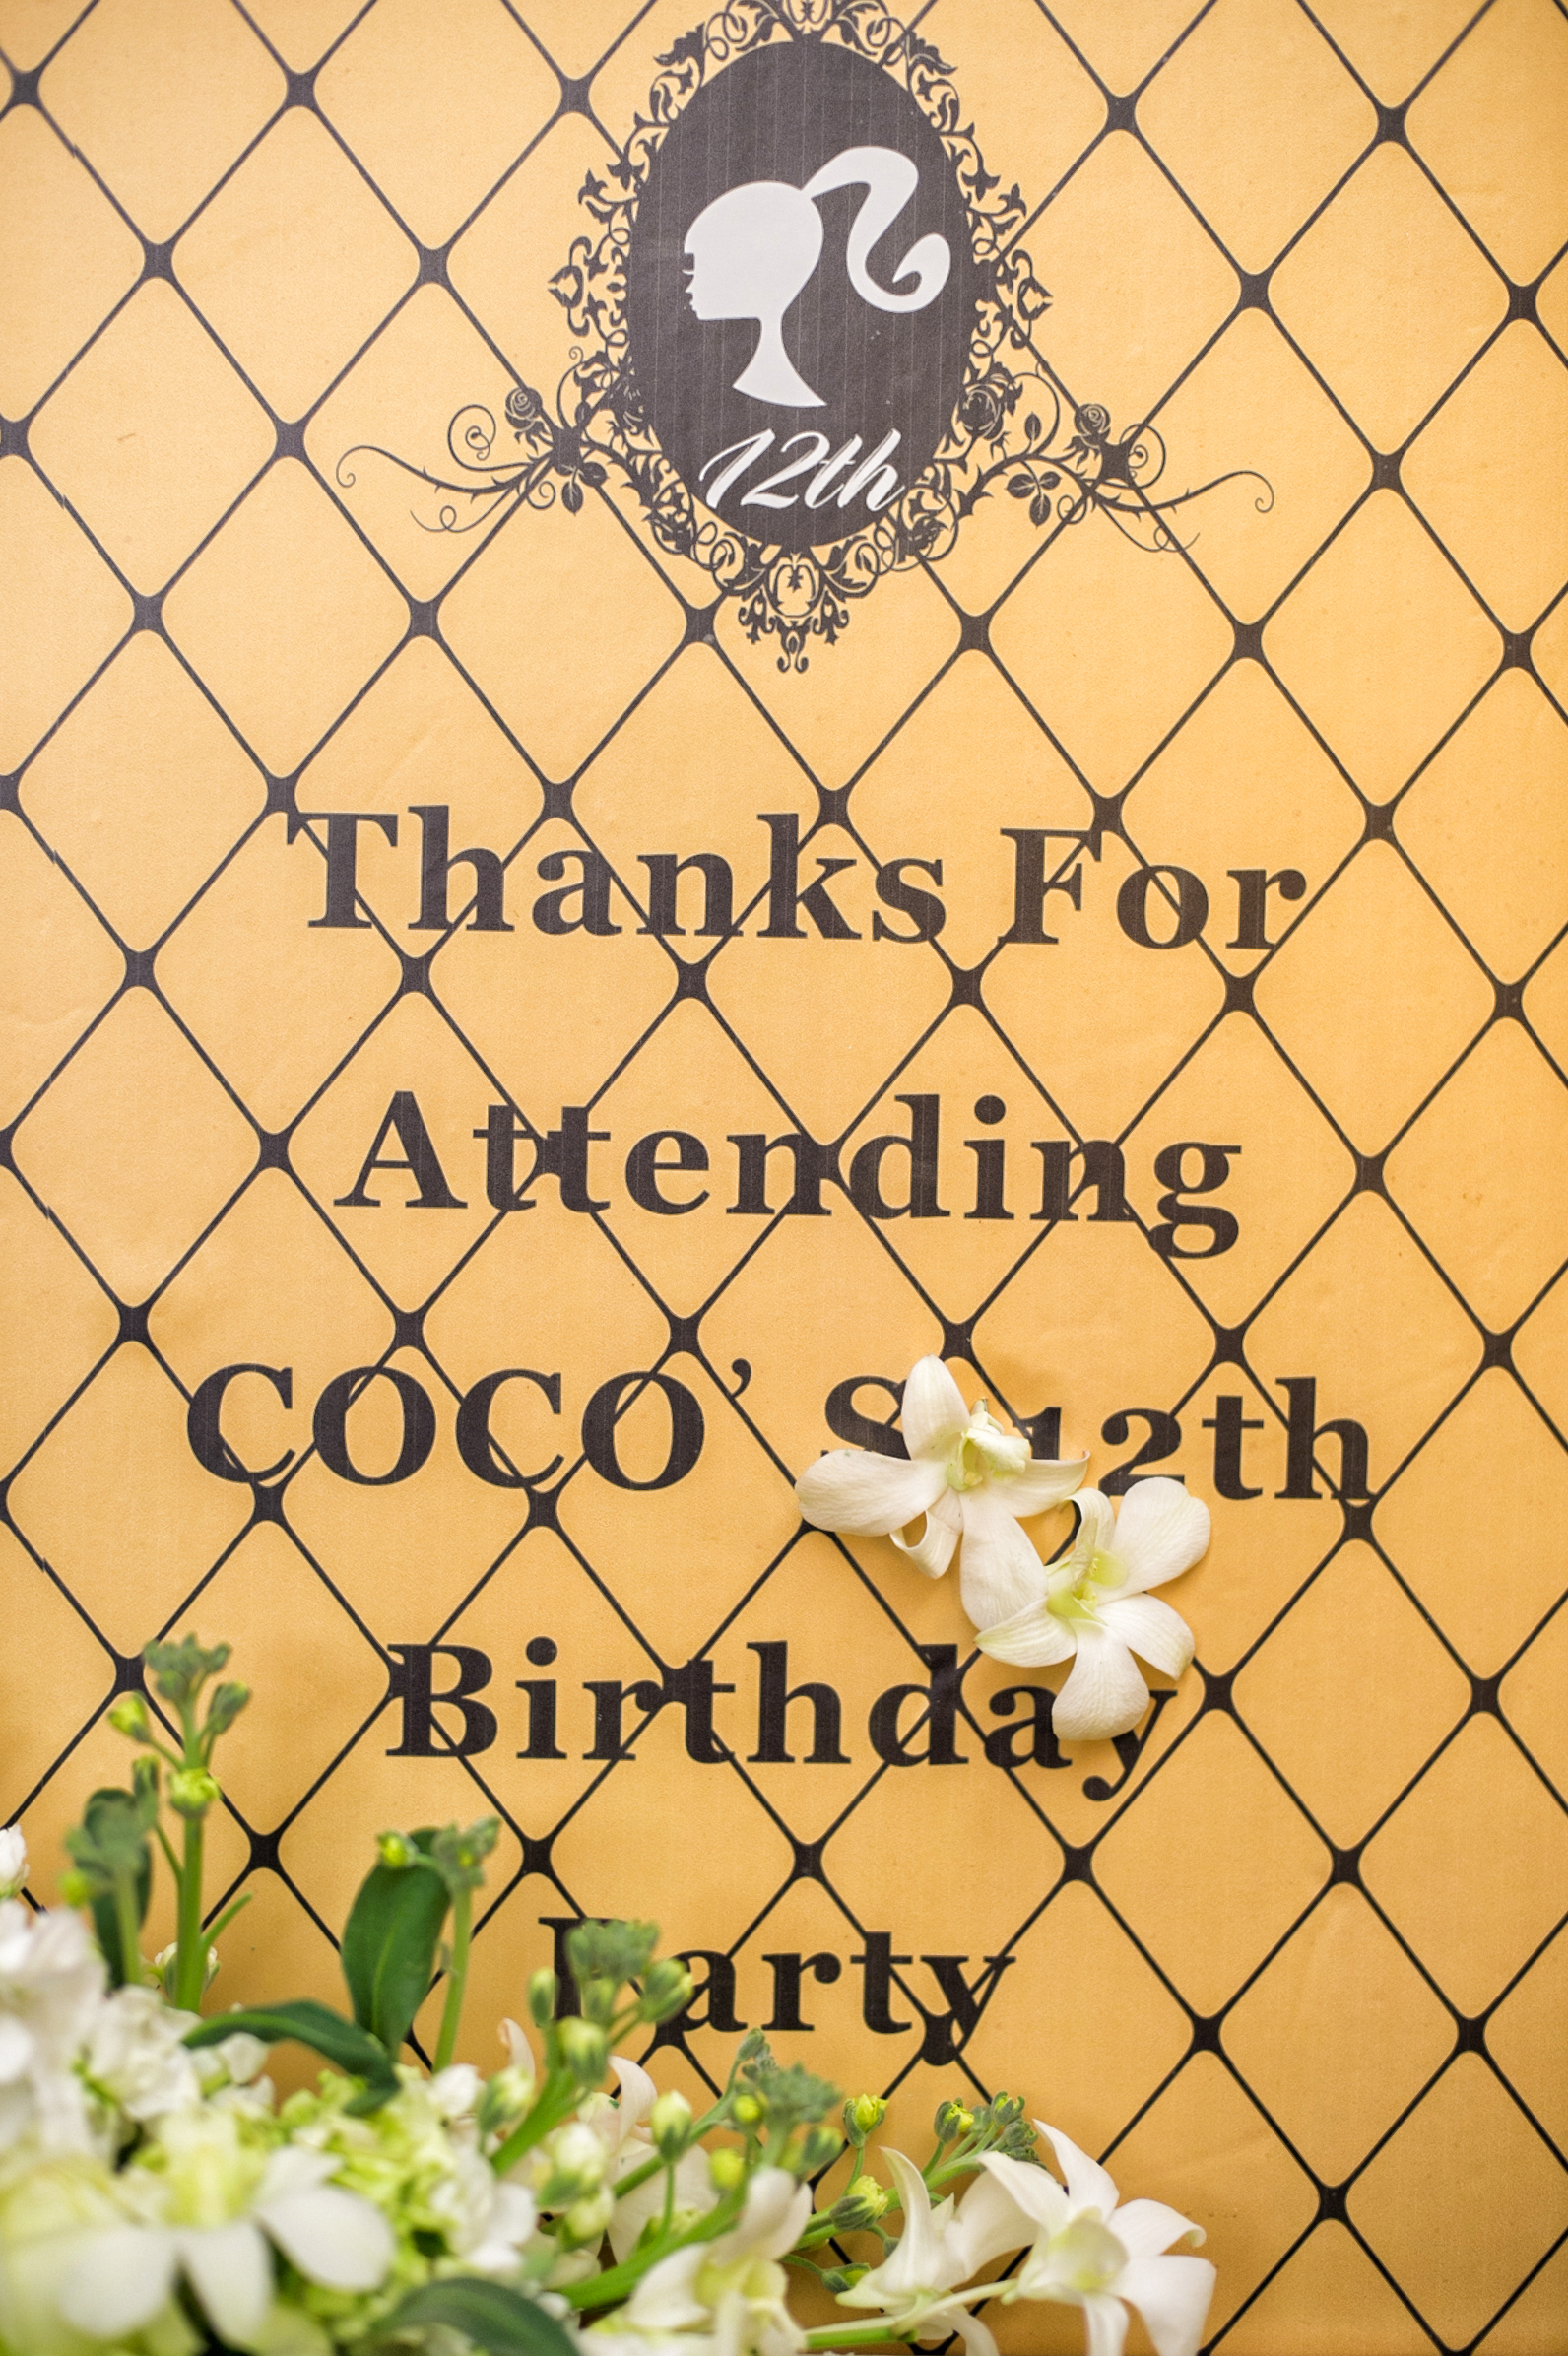 12th
Thanks For
Attending
COCO' S 12th
Birthday
Party